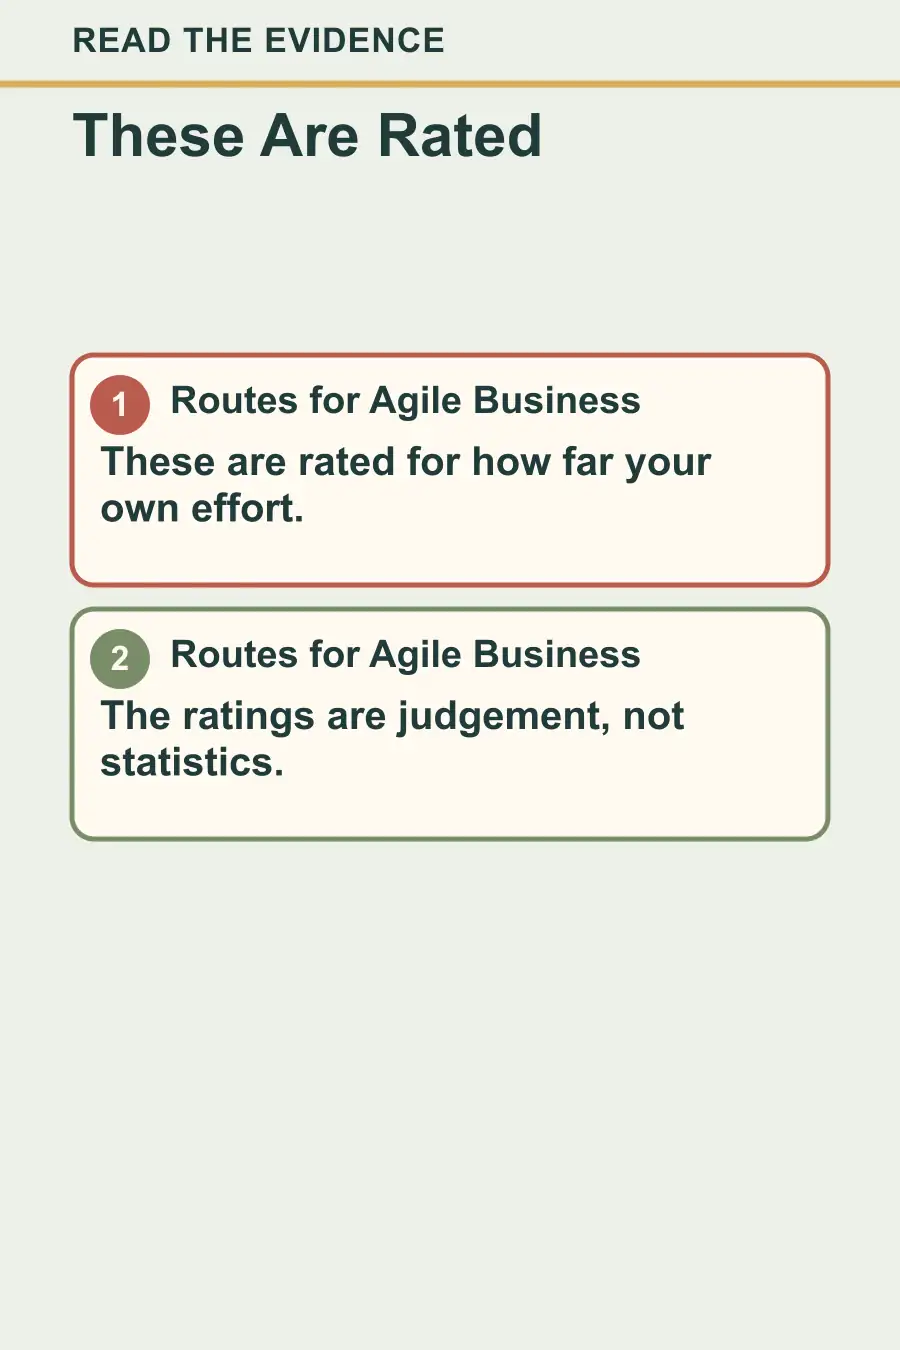 READ THE EVIDENCE
These Are Rated
1 Routes for Agile Business
These are rated for how far your
own effort.
2 Routes for Agile Business
The ratings are judgement, not
statistics.